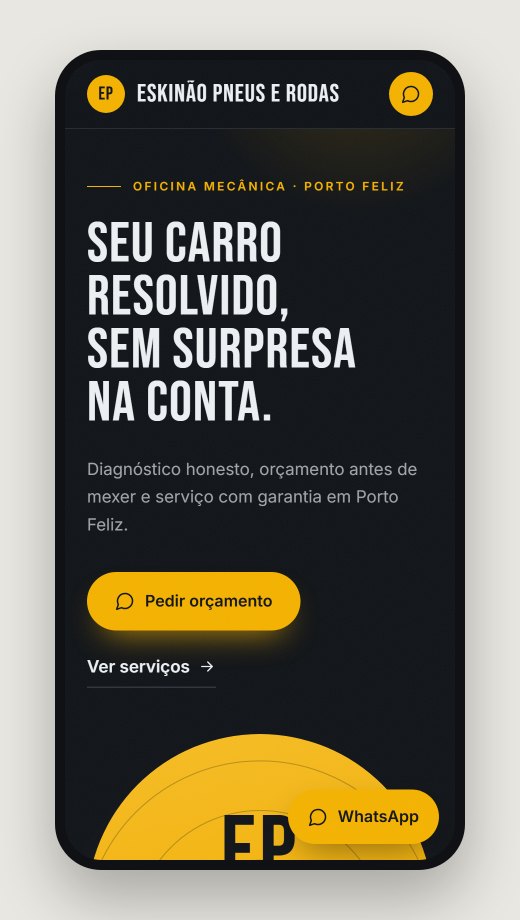 EP ESKINÃO PNEUS E RODAS
OFICINA MECÂNICA · PORTO FELIZ
SEU CARRO
RESOLVIDO,
SEM SURPRESA
NA CONTA.
Diagnóstico honesto, orçamento antes de
mexer e serviço com garantia em Porto
Feliz.
Pedir orçamento
Ver serviços →
EP
WhatsApp